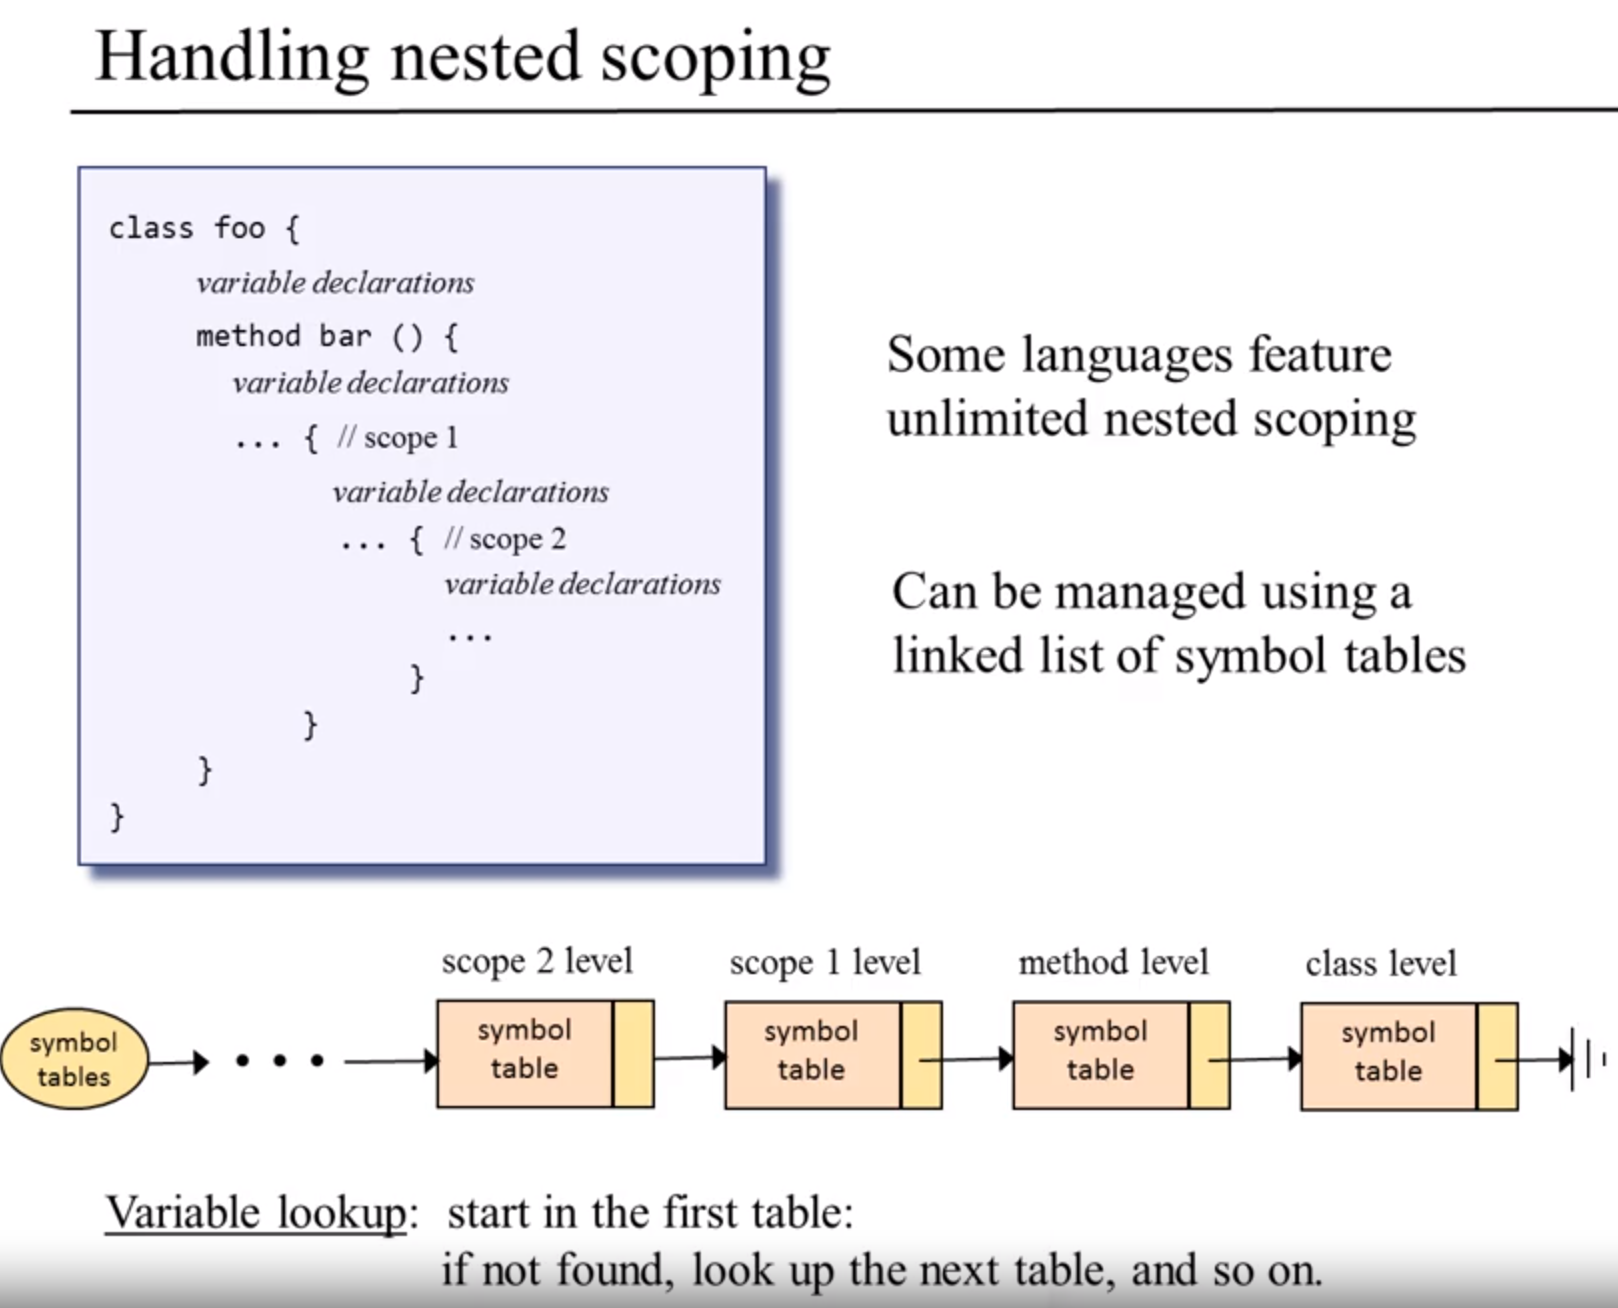 Handling nested scoping
class foo {
variable declarations
method bar () {
variable declarations
... { // scope 1
variable declarations
... { // scope 2
variable declarations
...
}
}
}
}
Some languages feature
unlimited nested scoping
Can be managed using a
linked list of symbol tables
scope 2 level
scope 1 level
method level
class level
symbol
tables
• • •
symbol
table
symbol
table
symbol
table
symbol
table
Variable lookup: start in the first table:
if not found, look up the next table, and so on.